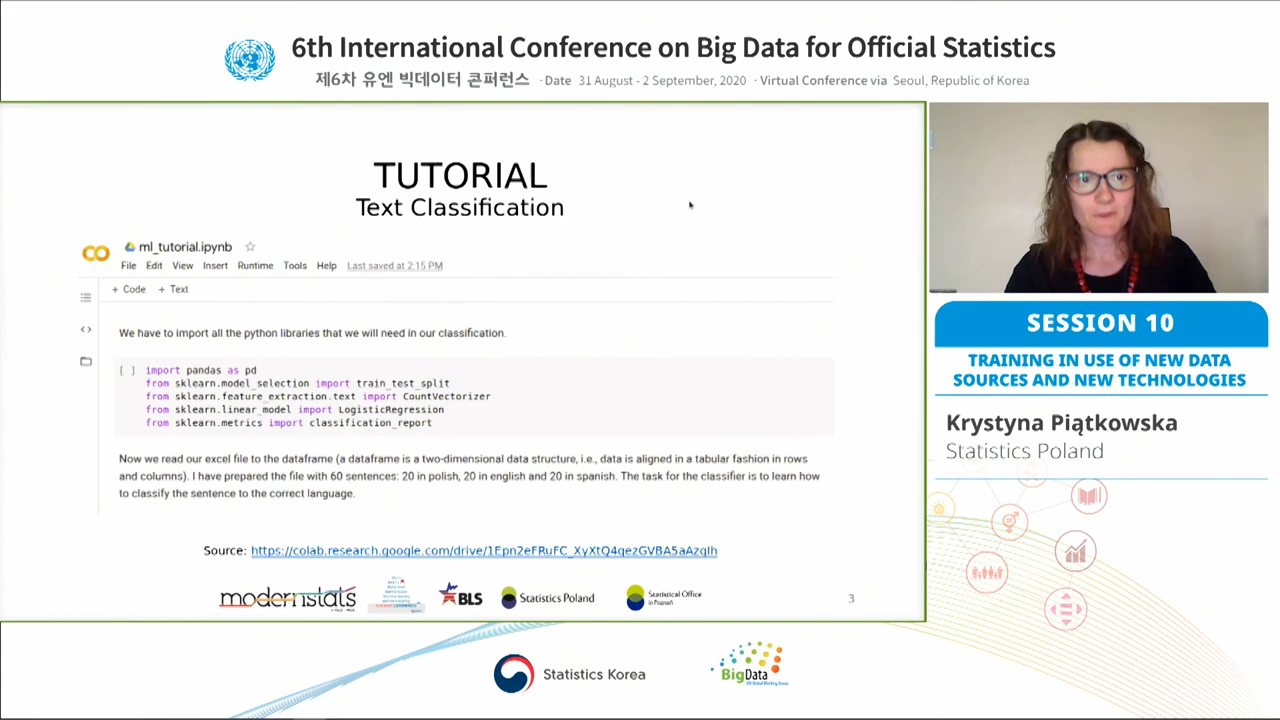 6th International Conference on Big Data for Official Statistics
제6차 유엔 빅데이터 콘퍼런스 · Date 31 August - 2 September, 2020 · Virtual Conference via Seoul, Republic of Korea
TUTORIAL
Text Classification
ml_tutorial.ipynb
File Edit View Insert Runtime Tools Help Last saved at 2:15 PM
+ Code + Text
We have to import all the python libraries that we will need in our classification.
[ ] import pandas as pd
from sklearn.model_selection import train_test_split
from sklearn.feature_extraction.text import CountVectorizer
from sklearn.linear_model import LogisticRegression
from sklearn.metrics import classification_report
Now we read our excel file to the dataframe (a dataframe is a two-dimensional data structure, i.e., data is aligned in a tabular fashion in rows
and columns). I have prepared the file with 60 sentences: 20 in polish, 20 in english and 20 in spanish. The task for the classifier is to learn how
to classify the sentence to the correct language.
Source: https://colab.research.google.com/drive/1Epn2eFRuFC_XyXtQ4qezGVBA5aAzqlh
modernstats
BLS
Statistics Poland
Statistical Office
in Poznań
3
SESSION 10
TRAINING IN USE OF NEW DATA
SOURCES AND NEW TECHNOLOGIES
Krystyna Piątkowska
Statistics Poland
Statistics Korea
BigData